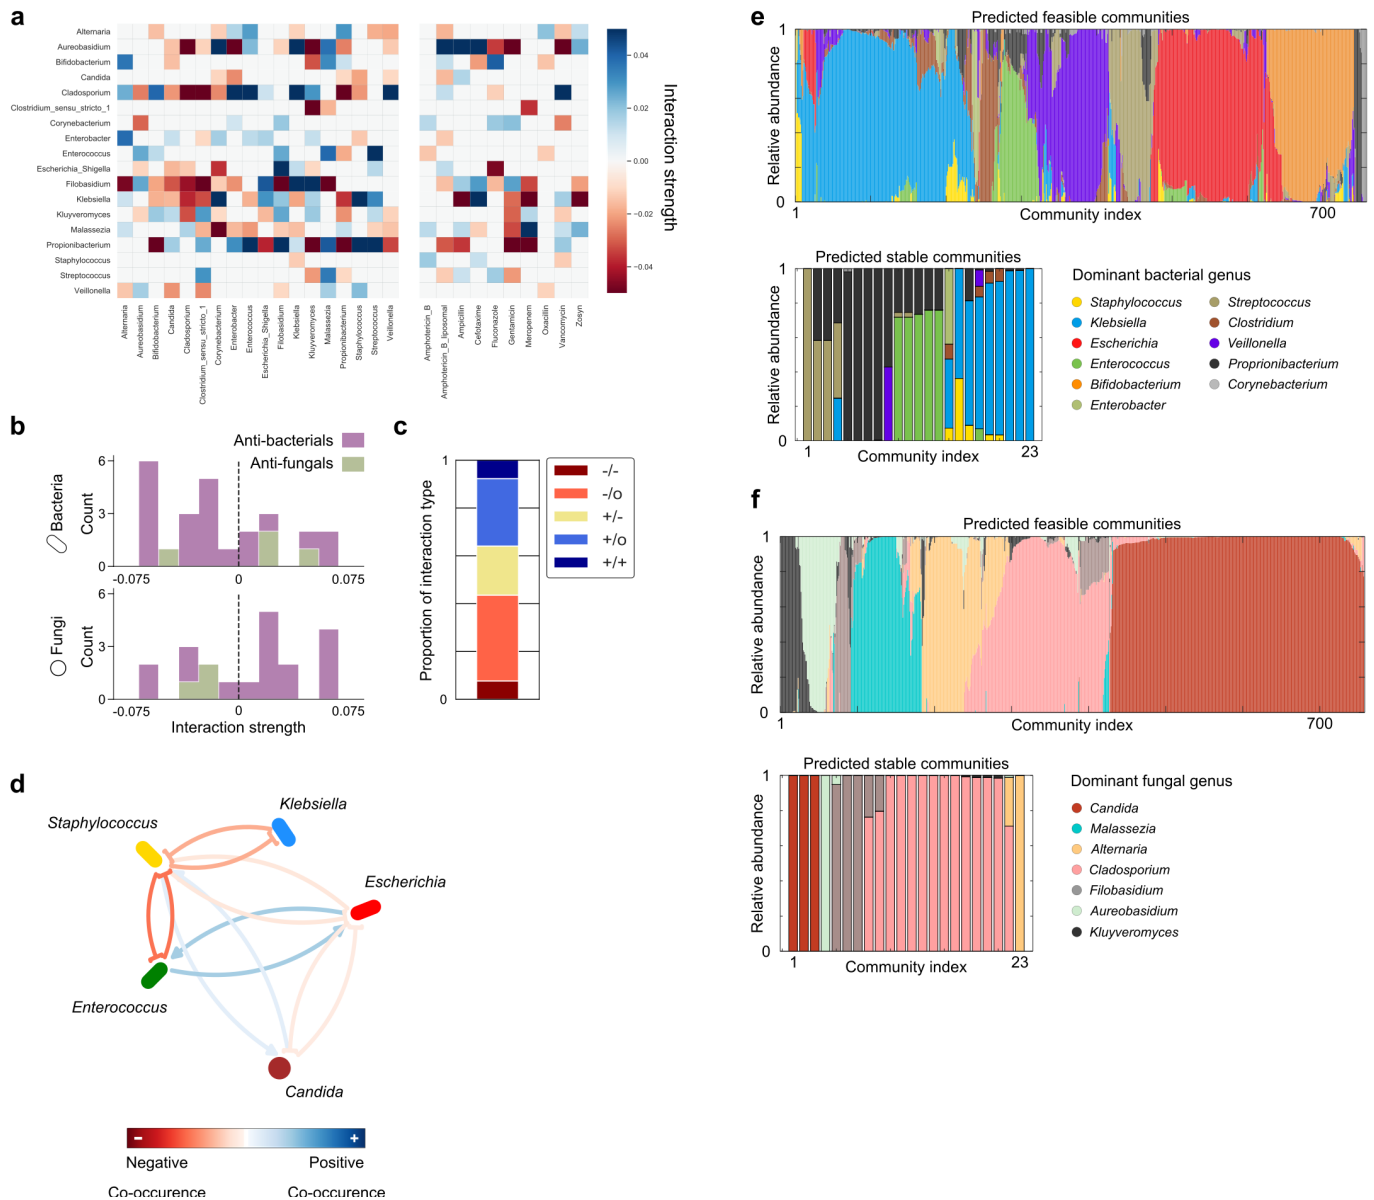 a
Alternaria
Aureobasidium
Bifidobacterium
Candida
Cladosporium
Clostridium_sensu_stricto_1
Corynebacterium
Enterobacter
Enterococcus
Escherichia_Shigella
Filobasidium
Klebsiella
Kluyveromyces
Malassezia
Propionibacterium
Staphylococcus
Streptococcus
Veillonella
Alternaria
Aureobasidium
Bifidobacterium
Candida
Cladosporium
Clostridium_sensu_stricto_1
Corynebacterium
Enterobacter
Enterococcus
Escherichia_Shigella
Filobasidium
Klebsiella
Kluyveromyces
Malassezia
Propionibacterium
Staphylococcus
Streptococcus
Veillonella
Amphotericin_B
Amphotericin_B_liposomal
Ampicillin
Cefotaxime
Fluconazole
Gentamicin
Meropenem
Oxacillin
Vancomycin
Zosyn
0.04
0.02
0.00
−0.02
−0.04
Interaction strength
b
Anti-bacterials
Anti-fungals
Bacteria
Count
6
3
0
-0.075
0
0.075
Fungi
Count
6
3
0
-0.075
0
0.075
Interaction strength
c
Proportion of interaction type
1
0
-/-
-/o
+/-
+/o
+/+
d
Klebsiella
Staphylococcus
Escherichia
Enterococcus
Candida
-
+
Negative
Positive
Co-occurence
Co-occurence
e
Predicted feasible communities
Relative abundance
1
0
1
Community index
700
Predicted stable communities
Relative abundance
1
0
1
Community index
23
Dominant bacterial genus
Staphylococcus
Klebsiella
Escherichia
Enterococcus
Bifidobacterium
Enterobacter
Streptococcus
Clostridium
Veillonella
Proprionibacterium
Corynebacterium
f
Predicted feasible communities
Relative abundance
1
0
1
Community index
700
Predicted stable communities
Relative abundance
1
0
1
Community index
23
Dominant fungal genus
Candida
Malassezia
Alternaria
Cladosporium
Filobasidium
Aureobasidium
Kluyveromyces